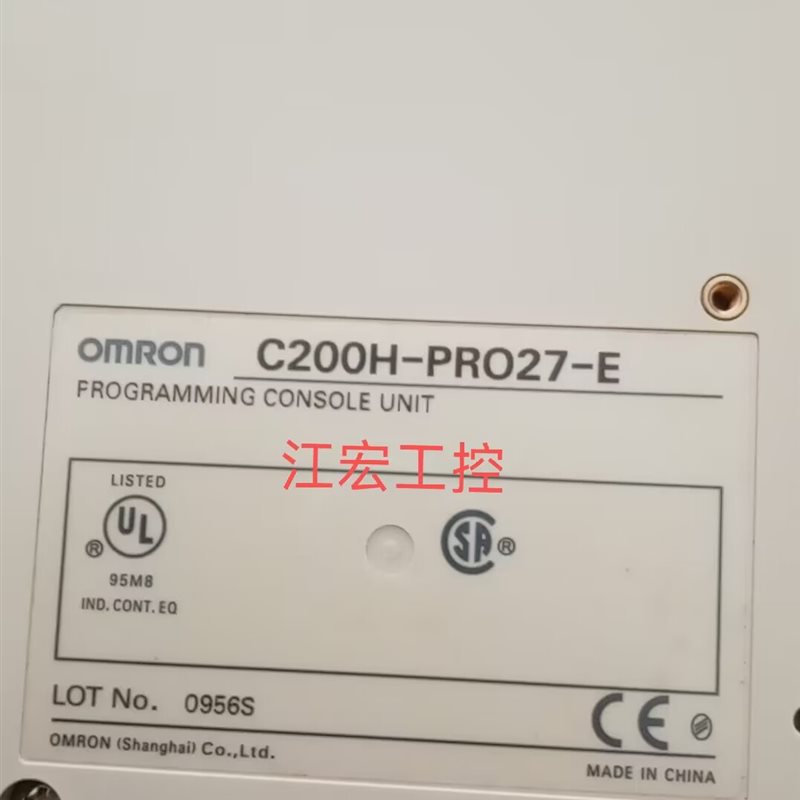 OMRON C200H-PRO27-E
PROGRAMMING CONSOLE UNIT
江宏工控
LISTED
UL
®
SA ®
95M8
IND. CONT. EQ
LOT No. 0956S
CE
OMRON (Shanghai) Co.,Ltd.
MADE IN CHINA